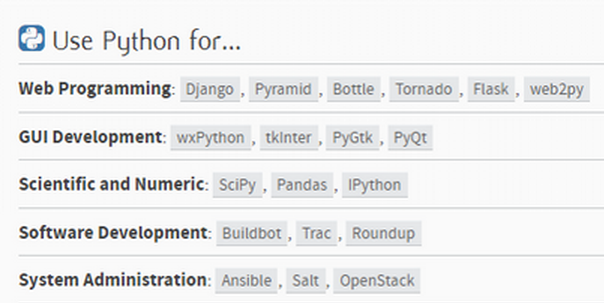 Use Python for...
Web Programming: Django, Pyramid, Bottle, Tornado, Flask, web2py
GUI Development: wxPython, tkInter, PyGtk, PyQt
Scientific and Numeric: SciPy, Pandas, IPython
Software Development: Buildbot, Trac, Roundup
System Administration: Ansible, Salt, OpenStack